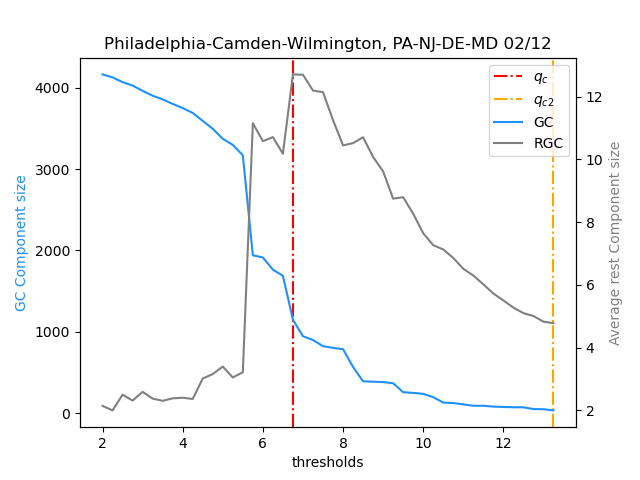 Philadelphia-Camden-Wilmington, PA-NJ-DE-MD 02/12
q_c
q_c2
GC
RGC
GC Component size
4000
3000
2000
1000
0
12
10
8
6
4
2
Average rest Component size
2 4 6 8 10 12
thresholds